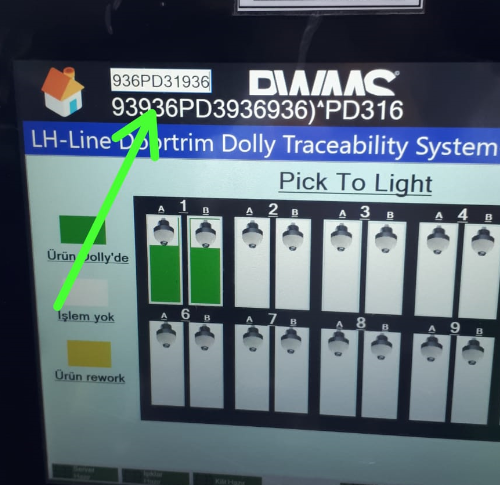 936PD31936
93936PD3936936)^PD316
LH-Line Doortrim Dolly Traceability System
Pick To Light
1 2 3 4
A B A B A B A
Ürün Dolly'de
İşlem yok
6 7 8 9
A B A B A B A B
Ürün rework